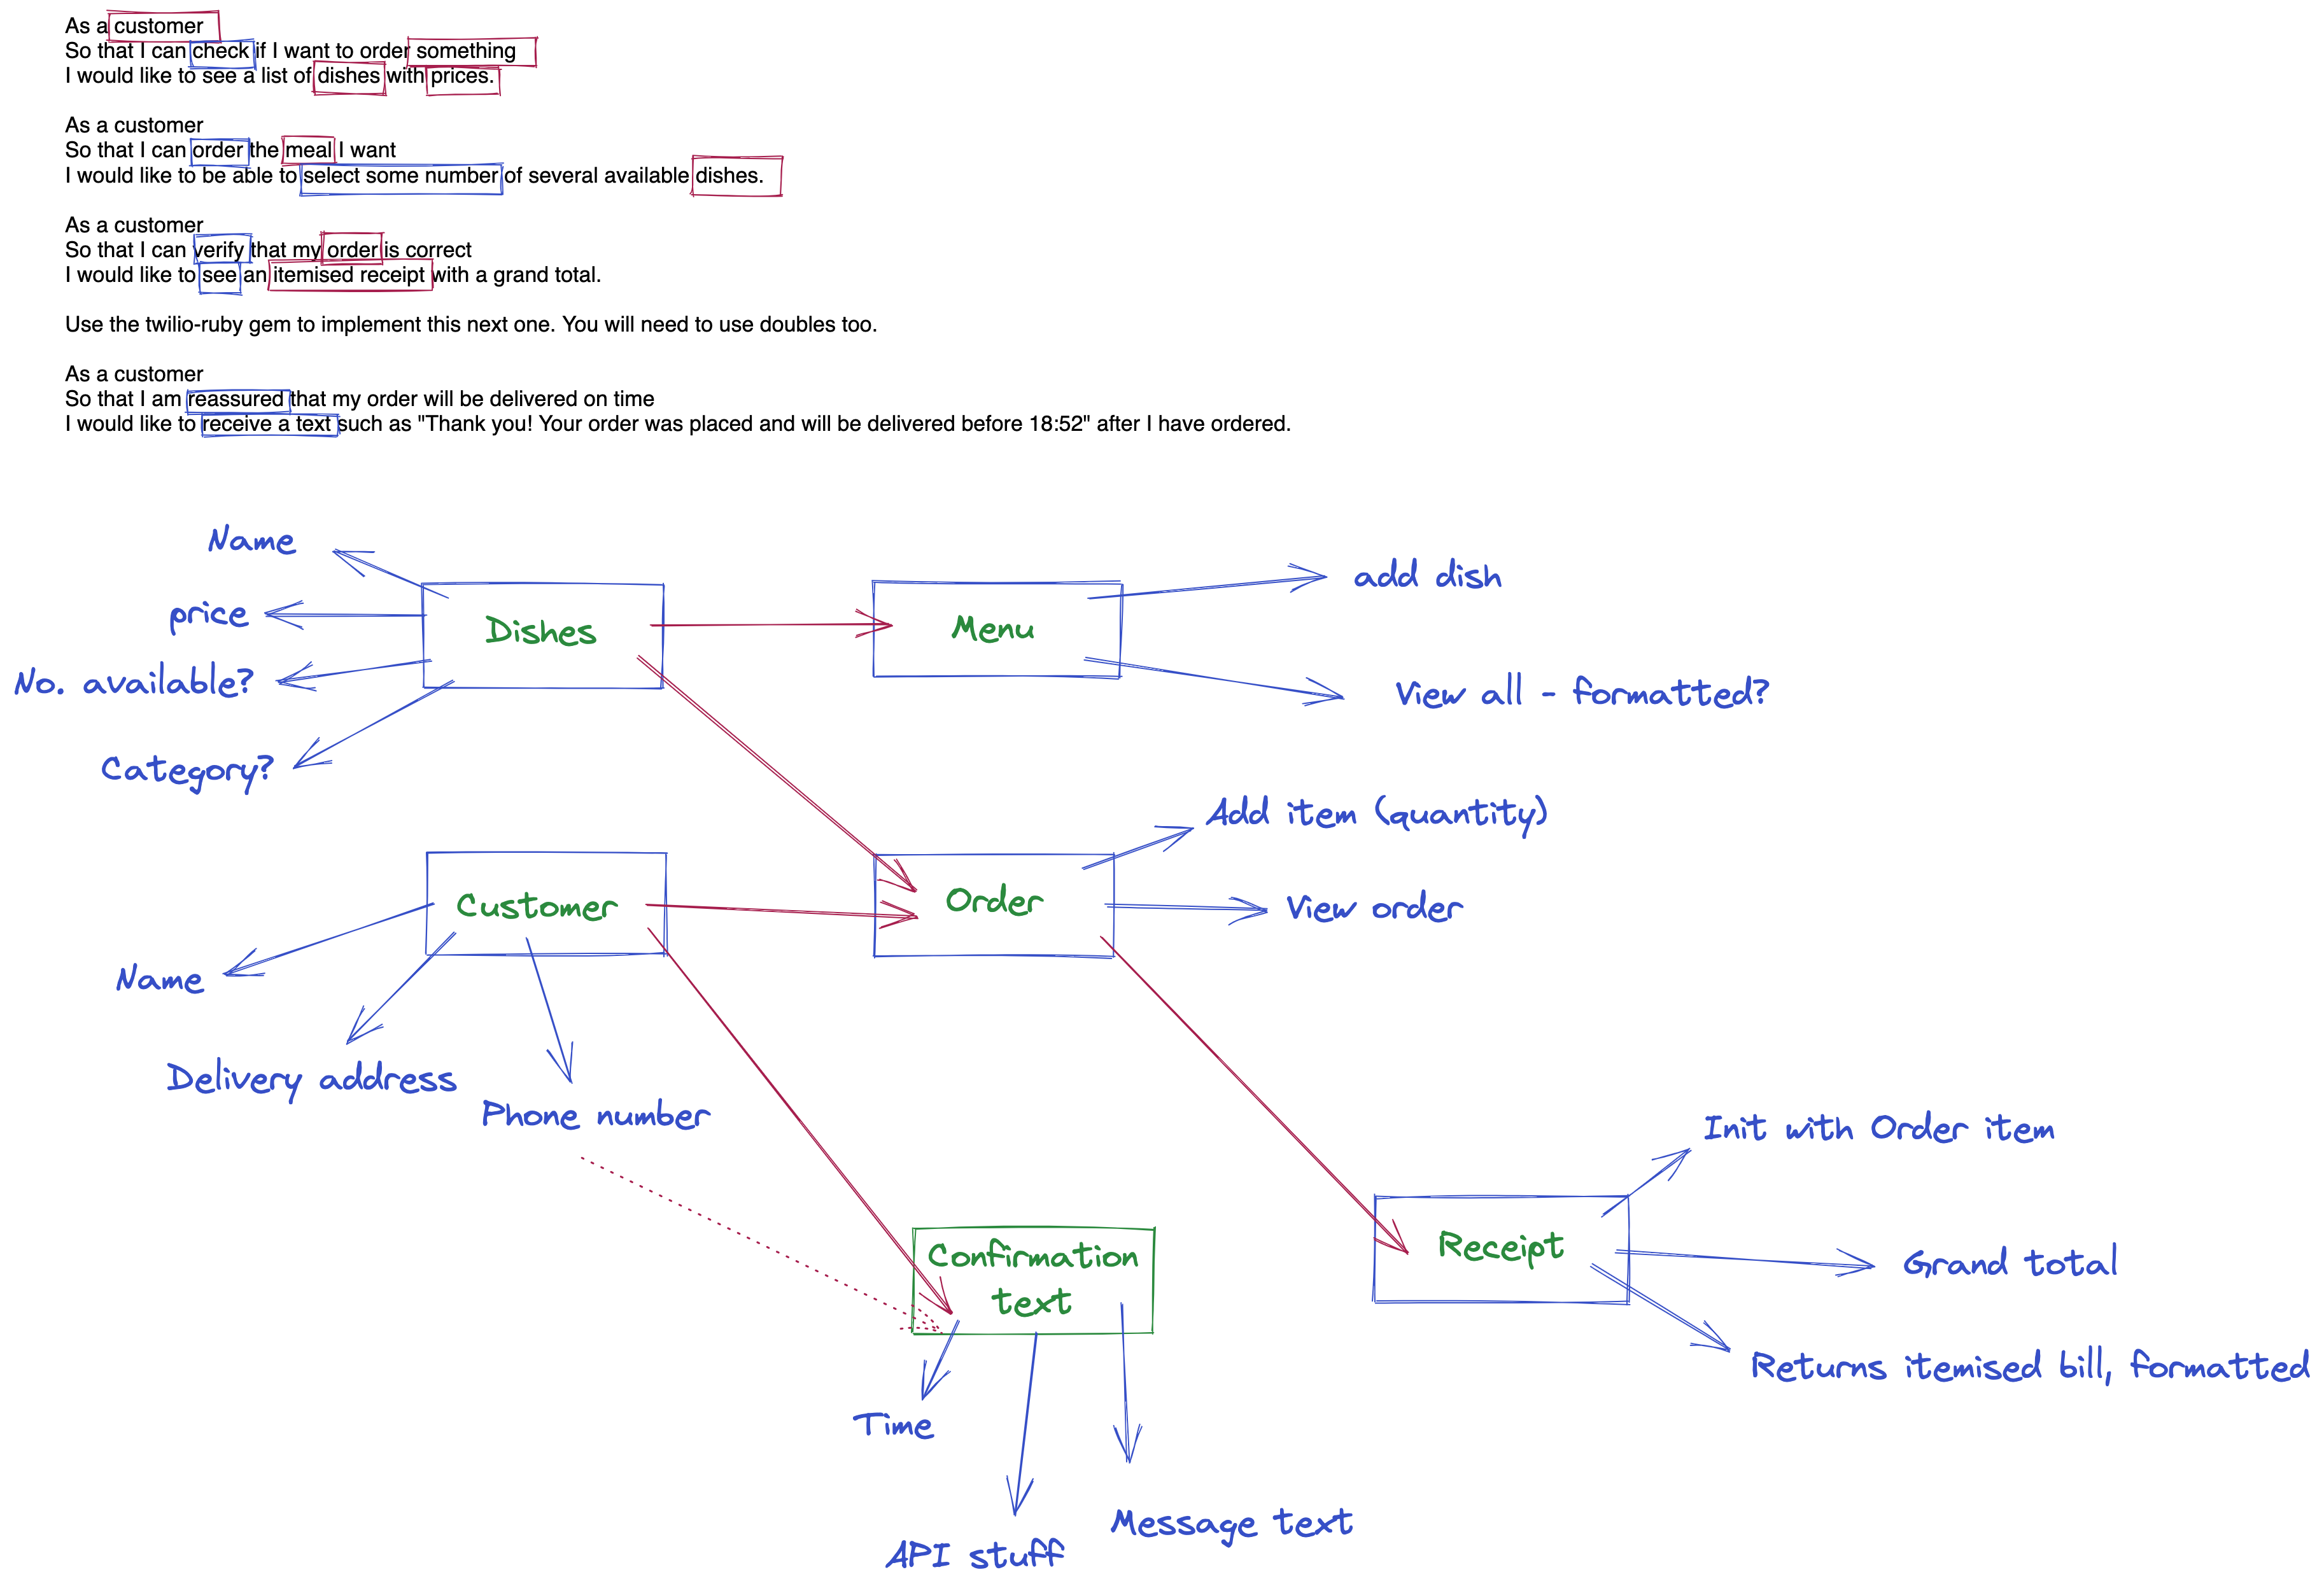 As a customer
So that I can check if I want to order something
I would like to see a list of dishes with prices.
As a customer
So that I can order the meal I want
I would like to be able to select some number of several available dishes.
As a customer
So that I can verify that my order is correct
I would like to see an itemised receipt with a grand total.
Use the twilio-ruby gem to implement this next one. You will need to use doubles too.
As a customer
So that I am reassured that my order will be delivered on time
I would like to receive a text such as "Thank you! Your order was placed and will be delivered before 18:52" after I have ordered.
Name
price
No. available?
Category?
Dishes
Menu
add dish
View all - formatted?
Customer
Name
Delivery address
Phone number
Order
Add item (quantity)
View order
Confirmation
text
Time
API stuff
Message text
Receipt
Init with Order item
Grand total
Returns itemised bill, formatted